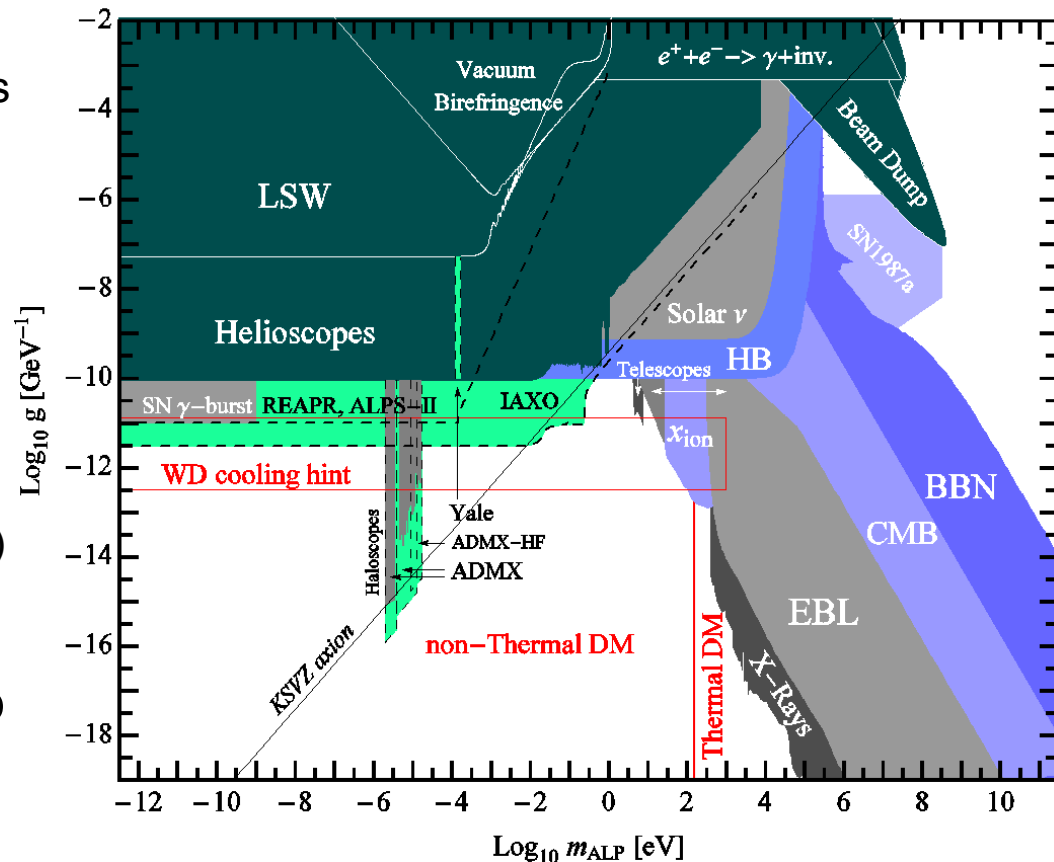 s
)
)
-2
-4
-6
-8
-10
-12
-14
-16
-18
Log₁₀ g [GeV⁻¹]
Vacuum
Birefringence
e⁺+e⁻−> γ+inv.
Beam Dump
LSW
SN1987a
Helioscopes
Solar ν
HB
Telescopes
SN γ−burst
REAPR, ALPS−II
IAXO
x_ion
WD cooling hint
BBN
Yale
ADMX−HF
ADMX
Haloscopes
CMB
EBL
KSVZ axion
non−Thermal DM
Thermal DM
X−Rays
-12 -10 -8 -6 -4 -2 0 2 4 6 8 10
Log₁₀ m_ALP [eV]